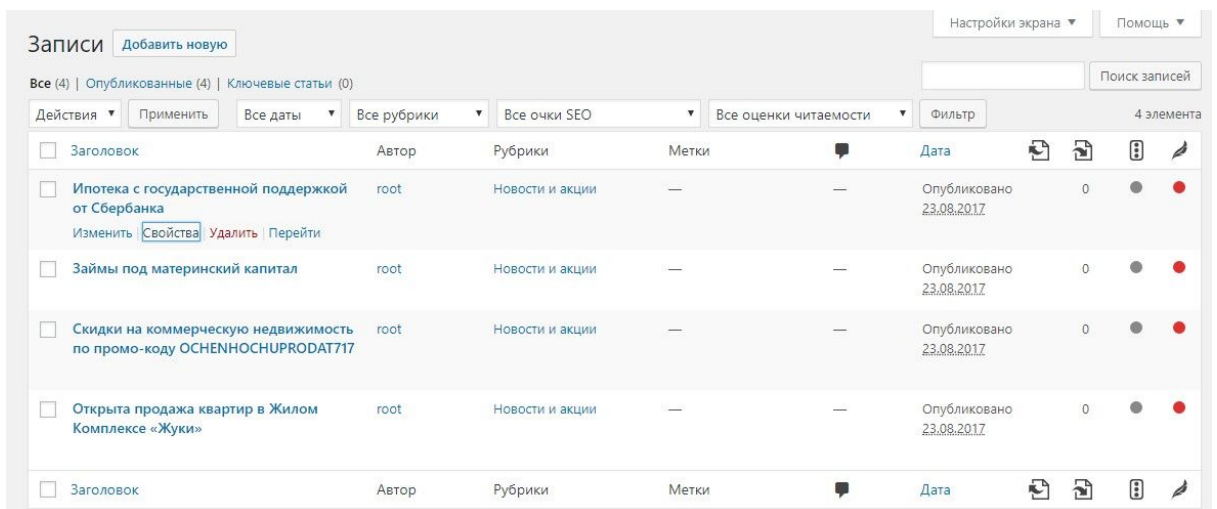 Настройки экрана ▼ Помощь ▼
Записи Добавить новую
Все (4) | Опубликованные (4) | Ключевые статьи (0) Поиск записей
Действия ▼ Применить Все даты ▼ Все рубрики ▼ Все очки SEO ▼ Все оценки читаемости ▼ Фильтр 4 элемента
Заголовок Автор Рубрики Метки Дата
Ипотека с государственной поддержкой root Новости и акции — — Опубликовано 0
от Сбербанка 23.08.2017
Изменить | Свойства | Удалить | Перейти
Займы под материнский капитал root Новости и акции — — Опубликовано 0
23.08.2017
Скидки на коммерческую недвижимость root Новости и акции — — Опубликовано 0
по промо-коду OCHENHOCHUPRODAT717 23.08.2017
Открыта продажа квартир в Жилом root Новости и акции — — Опубликовано 0
Комплексе «Жуки» 23.08.2017
Заголовок Автор Рубрики Метки Дата